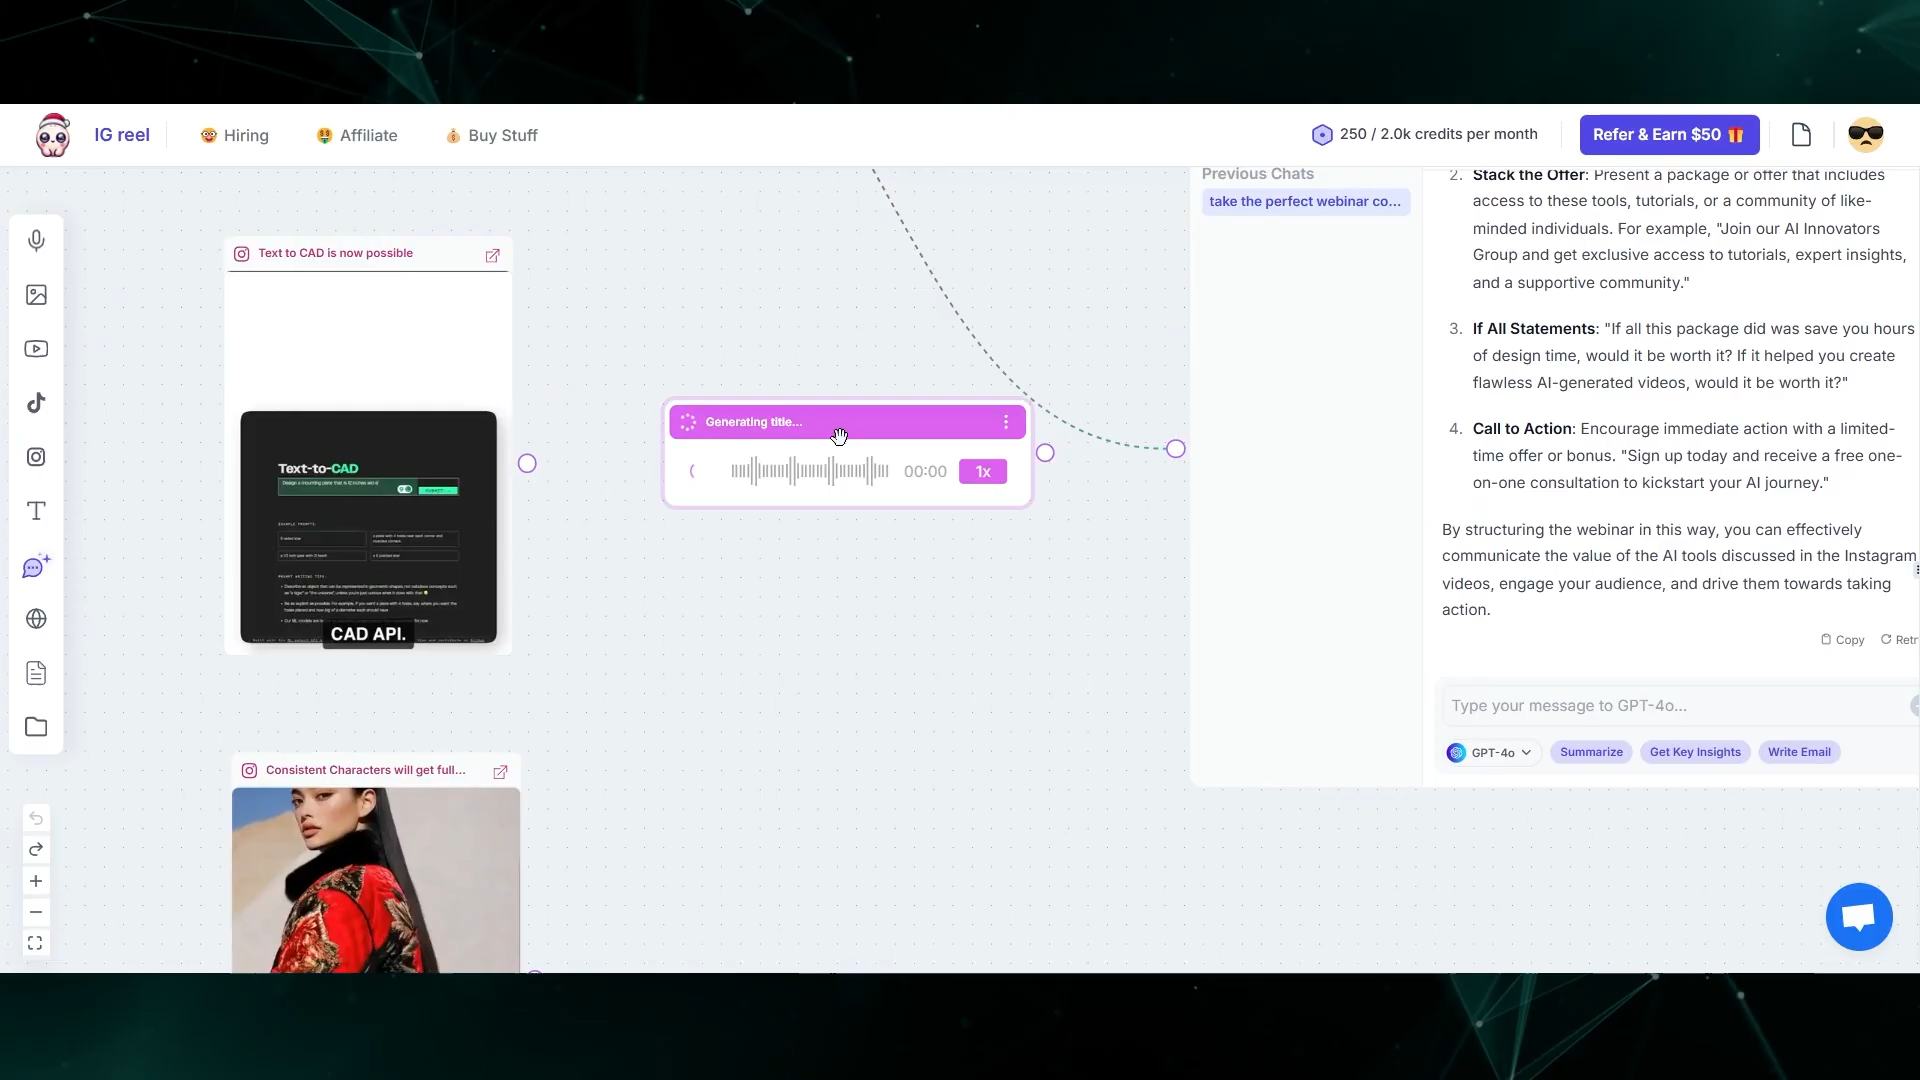 IG reel
Hiring
Affiliate
Buy Stuff
250 / 2.0k credits per month
Refer & Earn $50
Text to CAD is now possible
Text-to-CAD
EXAMPLE PROMPTS:
CAD API.
Consistent Characters will get full...
Generating title...
00:00
1x
Previous Chats
take the perfect webinar co...
2. Stack the Offer: Present a package or offer that includes
access to these tools, tutorials, or a community of like-
minded individuals. For example, "Join our AI Innovators
Group and get exclusive access to tutorials, expert insights,
and a supportive community."
3. If All Statements: "If all this package did was save you hours
of design time, would it be worth it? If it helped you create
flawless AI-generated videos, would it be worth it?"
4. Call to Action: Encourage immediate action with a limited-
time offer or bonus. "Sign up today and receive a free one-
on-one consultation to kickstart your AI journey."
By structuring the webinar in this way, you can effectively
communicate the value of the AI tools discussed in the Instagram
videos, engage your audience, and drive them towards taking
action.
Copy
Retr
Type your message to GPT-4o...
GPT-4o
Summarize
Get Key Insights
Write Email